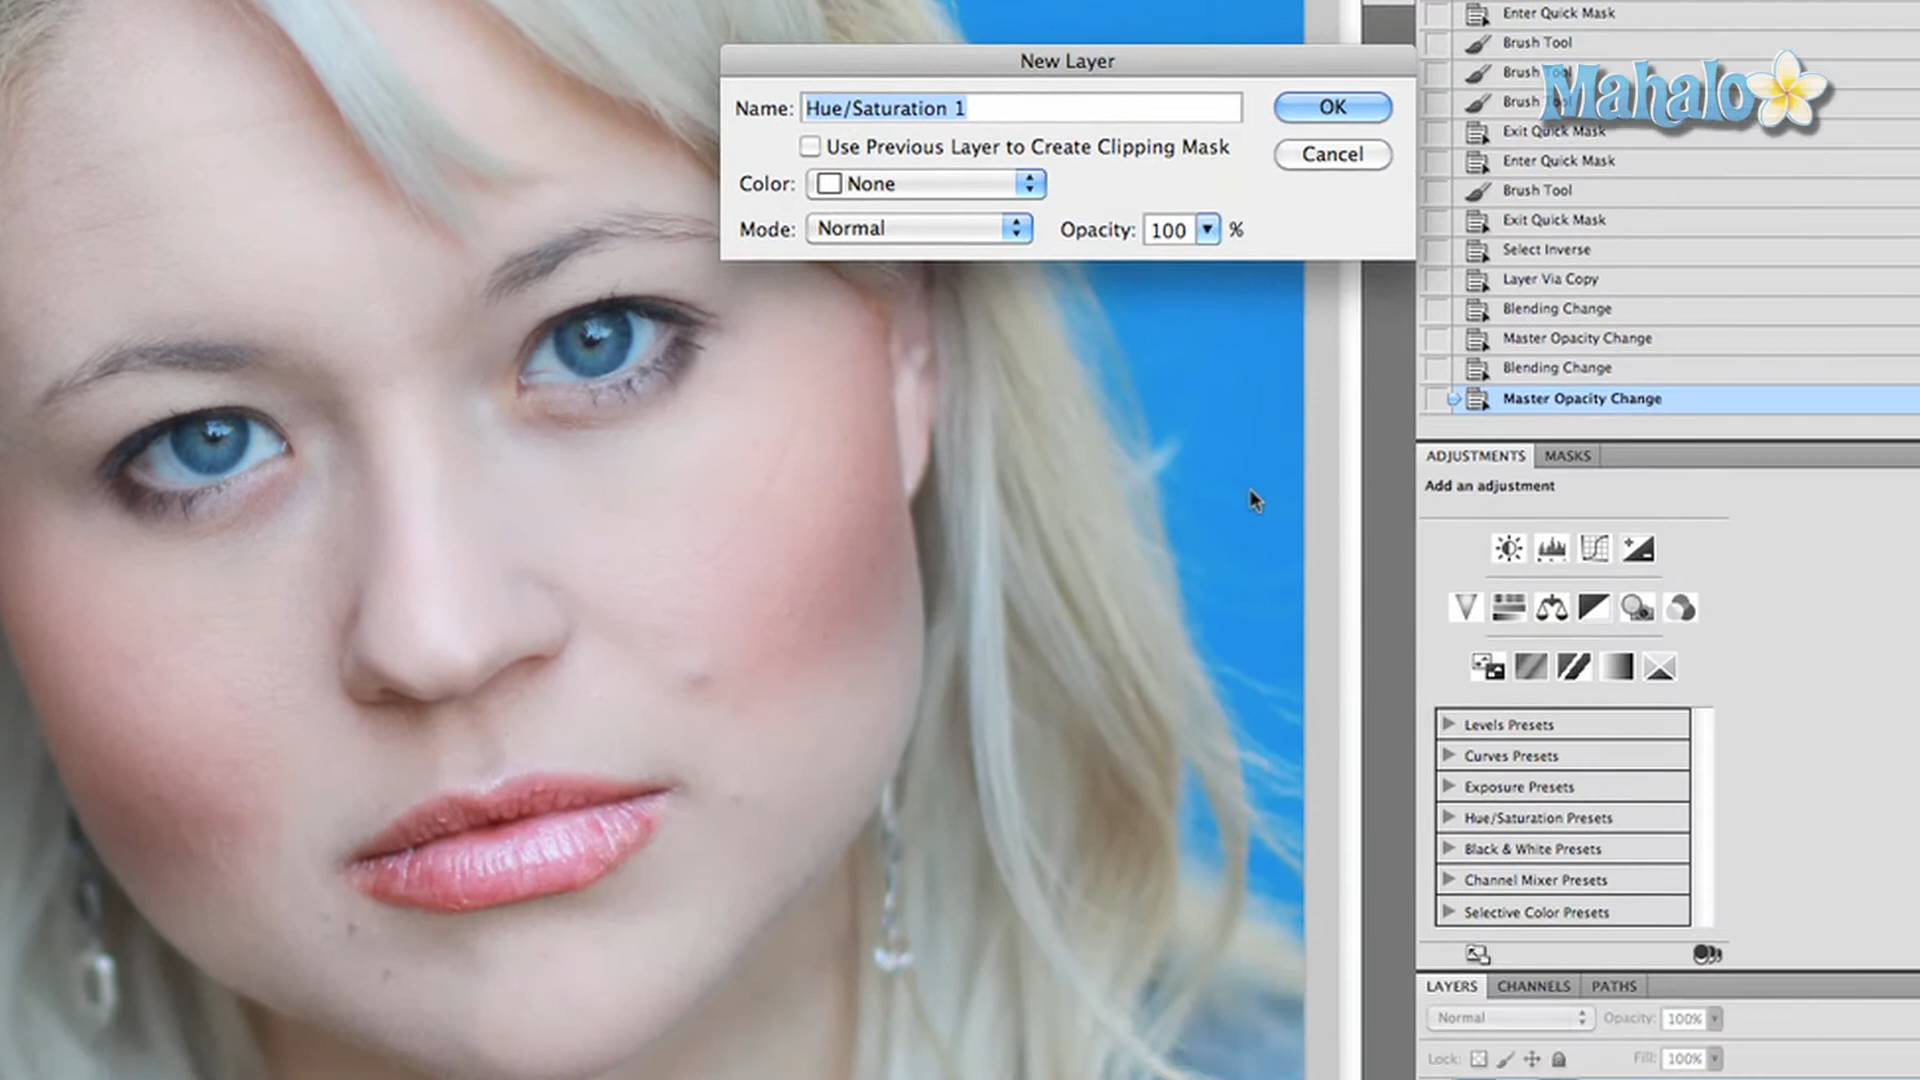 New Layer
Name: Hue/Saturation 1
OK
Use Previous Layer to Create Clipping Mask
Cancel
Color: None
Mode: Normal
Opacity: 100 %
Mahalo
Enter Quick Mask
Brush Tool
Brush Tool
Brush
Exit Quick Mask
Enter Quick Mask
Brush Tool
Exit Quick Mask
Select Inverse
Layer Via Copy
Blending Change
Master Opacity Change
Blending Change
Master Opacity Change
ADJUSTMENTS MASKS
Add an adjustment
Levels Presets
Curves Presets
Exposure Presets
Hue/Saturation Presets
Black & White Presets
Channel Mixer Presets
Selective Color Presets
LAYERS CHANNELS PATHS
Normal Opacity: 100%
Lock: Fill: 100%